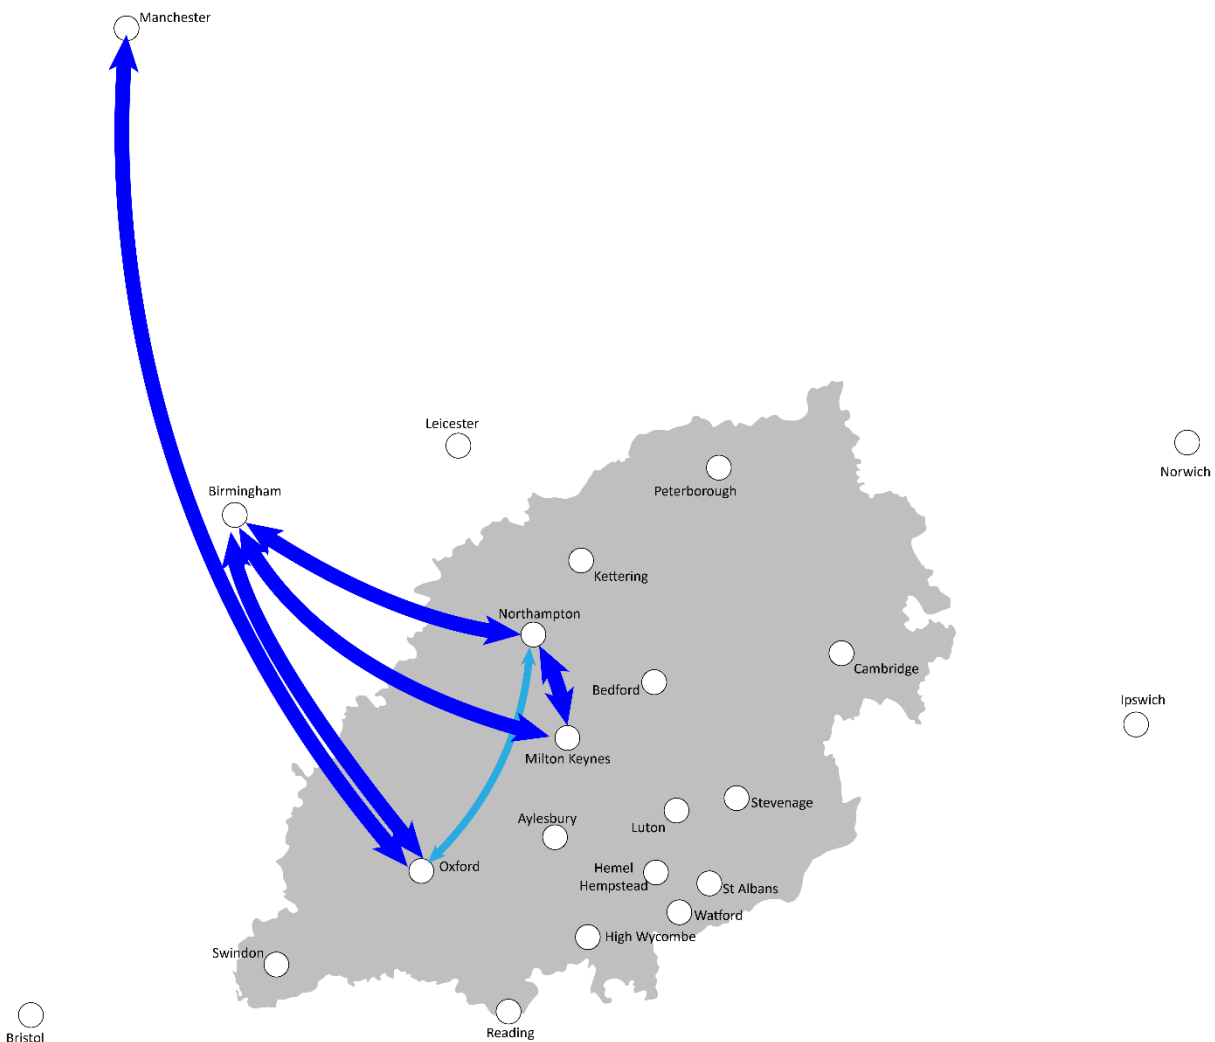 Manchester
Leicester
Norwich
Birmingham
Peterborough
Kettering
Northampton
Cambridge
Bedford
Ipswich
Milton Keynes
Stevenage
Aylesbury
Luton
Oxford
Hemel
Hempstead
St Albans
Watford
High Wycombe
Swindon
Reading
Bristol